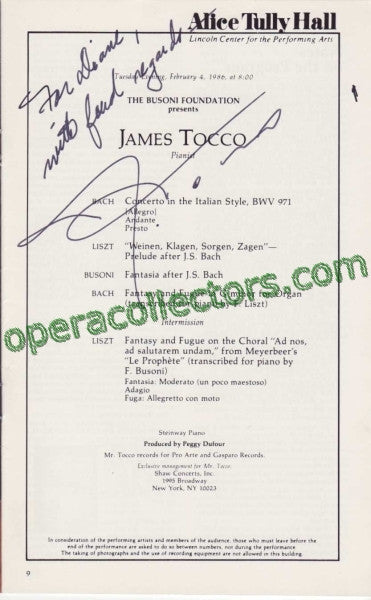 Alice Tully Hall
Lincoln Center for the Performing Arts
For Diane,
with fond regards
Tuesday Evening, February 4, 1986, at 8:00
THE BUSONI FOUNDATION
presents
JAMES TOCCO
Pianist
BACH Concerto in the Italian Style, BWV 971
(Allegro)
Andante
Presto
LISZT "Weinen, Klagen, Sorgen, Zagen"—
Prelude after J.S. Bach
BUSONI Fantasia after J.S. Bach
BACH Fantasy and Fugue in G minor for Organ
(transcribed for piano by F. Liszt)
operacollectors.com
Intermission
LISZT Fantasy and Fugue on the Choral "Ad nos,
ad salutarem undam," from Meyerbeer's
"Le Prophète" (transcribed for piano by
F. Busoni)
Fantasia: Moderato (un poco maestoso)
Adagio
Fuga: Allegretto con moto
Steinway Piano
Produced by Peggy Dufour
Mr. Tocco records for Pro Arte and Gasparo Records.
Exclusive management for Mr. Tocco:
Shaw Concerts, Inc.
1995 Broadway
New York, NY 10023
In consideration of the performing artists and members of the audience, those who must leave before the
end of the performance are asked to do so between numbers, not during the performance.
The taking of photographs and the use of recording equipment are not allowed in this building.
9